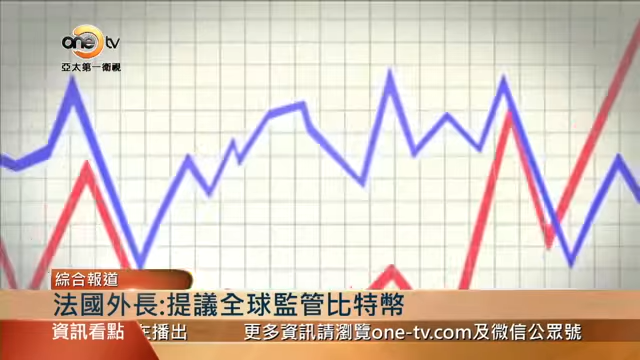 one tv
亞太第一衛視
綜合報道
法國外長:提議全球監管比特幣
資訊看點
播出 更多資訊請瀏覽one-tv.com及微信公眾號